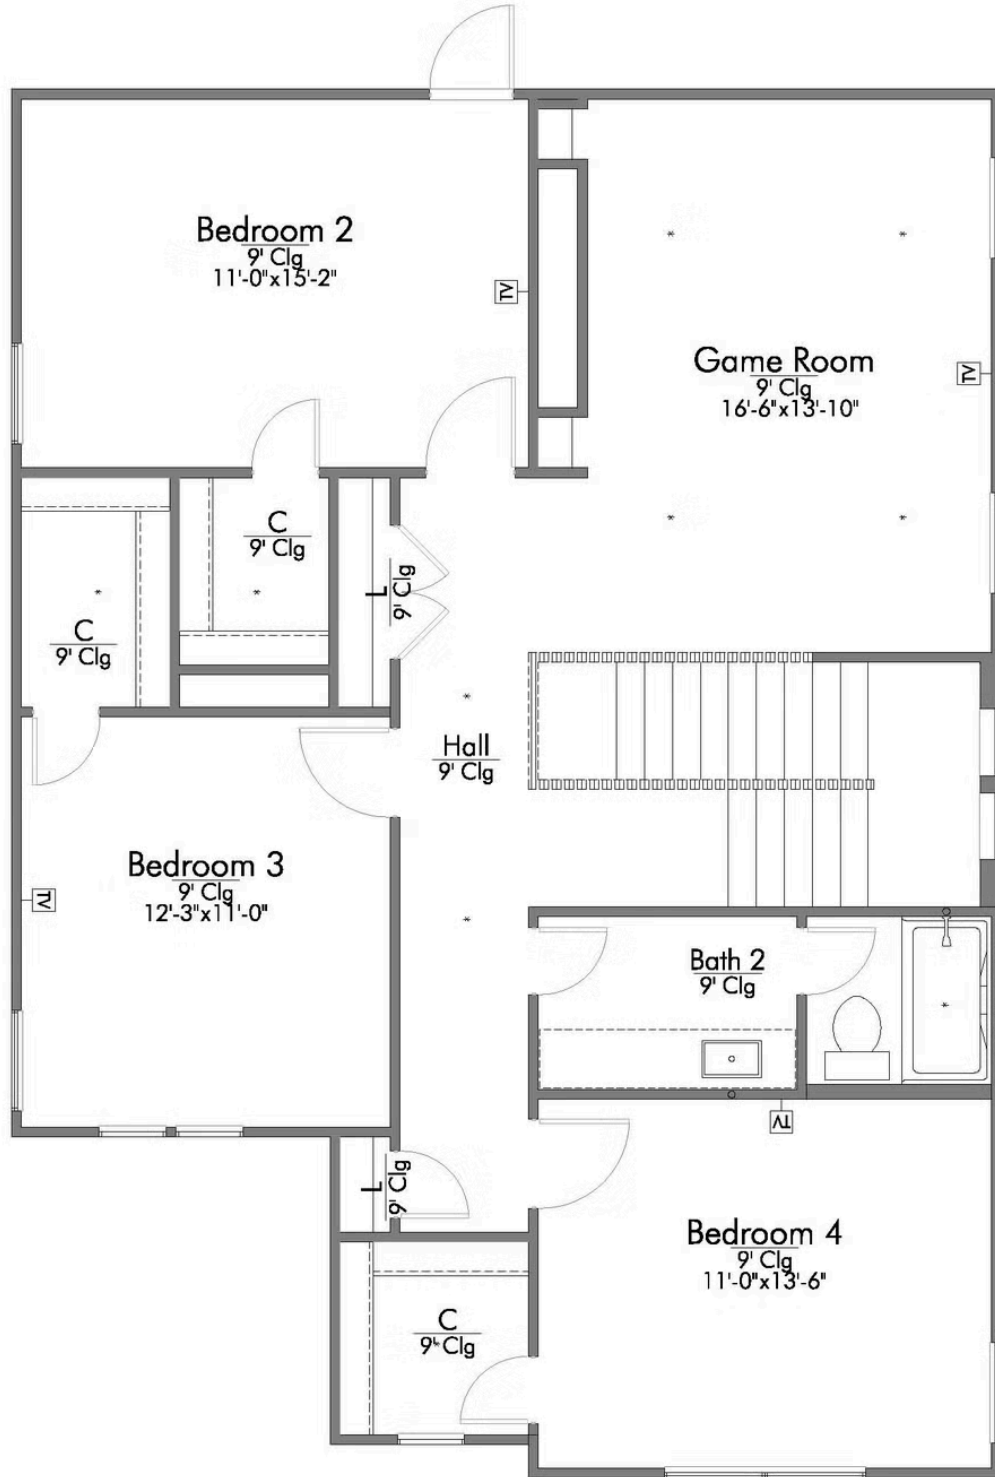 Bedroom 2
9' Clg
11'-0"x15'-2"
TV
Game Room
9' Clg
16'-6"x13'-10"
TV
C
9' Clg
C
9' Clg
L
9' Clg
Hall
9' Clg
Bedroom 3
9' Clg
12'-3"x11'-0"
TV
Bath 2
9' Clg
TV
L
9' Clg
Bedroom 4
9' Clg
11'-0"x13'-6"
C
9' Clg